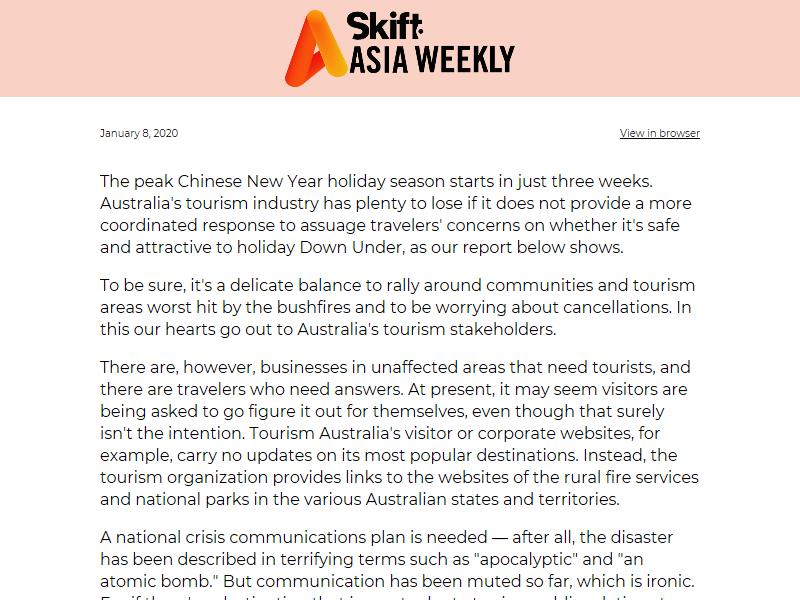 Skift
ASIA WEEKLY
January 8, 2020
View in browser
The peak Chinese New Year holiday season starts in just three weeks.
Australia's tourism industry has plenty to lose if it does not provide a more
coordinated response to assuage travelers' concerns on whether it's safe
and attractive to holiday Down Under, as our report below shows.
To be sure, it's a delicate balance to rally around communities and tourism
areas worst hit by the bushfires and to be worrying about cancellations. In
this our hearts go out to Australia's tourism stakeholders.
There are, however, businesses in unaffected areas that need tourists, and
there are travelers who need answers. At present, it may seem visitors are
being asked to go figure it out for themselves, even though that surely
isn't the intention. Tourism Australia's visitor or corporate websites, for
example, carry no updates on its most popular destinations. Instead, the
tourism organization provides links to the websites of the rural fire services
and national parks in the various Australian states and territories.
A national crisis communications plan is needed — after all, the disaster
has been described in terrifying terms such as "apocalyptic" and "an
atomic bomb." But communication has been muted so far, which is ironic.